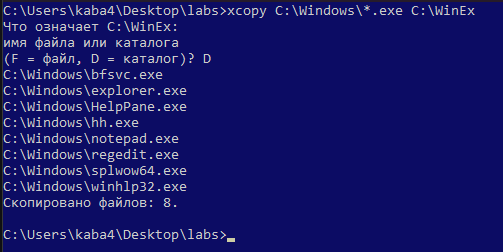 C:\Users\kaba4\Desktop\labs>xcopy C:\Windows\*.exe C:\WinEx
Что означает C:\WinEx:
имя файла или каталога
(F = файл, D = каталог)? D
C:\Windows\bfsvc.exe
C:\Windows\explorer.exe
C:\Windows\HelpPane.exe
C:\Windows\hh.exe
C:\Windows\notepad.exe
C:\Windows\regedit.exe
C:\Windows\splwow64.exe
C:\Windows\winhlp32.exe
Скопировано файлов: 8.
C:\Users\kaba4\Desktop\labs>